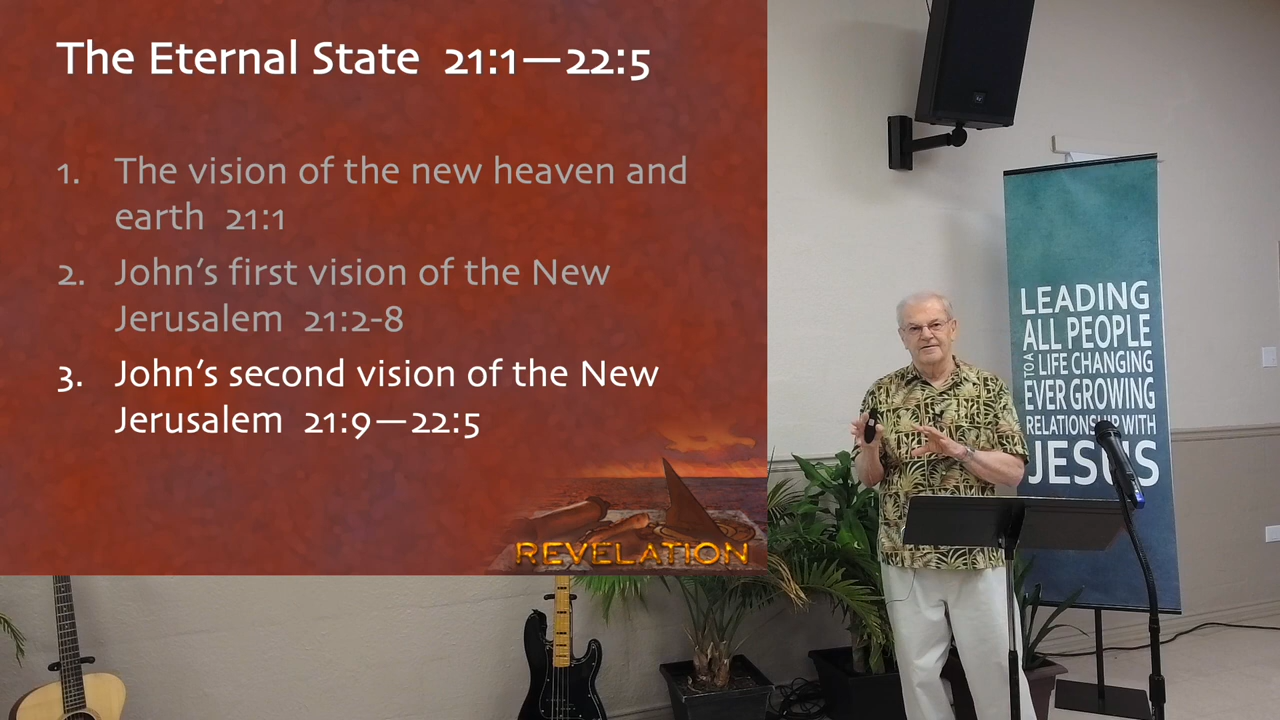 The Eternal State 21:1—22:5
1. The vision of the new heaven and
earth 21:1
2. John's first vision of the New
Jerusalem 21:2-8
3. John's second vision of the New
Jerusalem 21:9—22:5
REVELATION
LEADING
ALL PEOPLE
TO A LIFE CHANGING
EVER GROWING
RELATIONSHIP WITH
JESUS